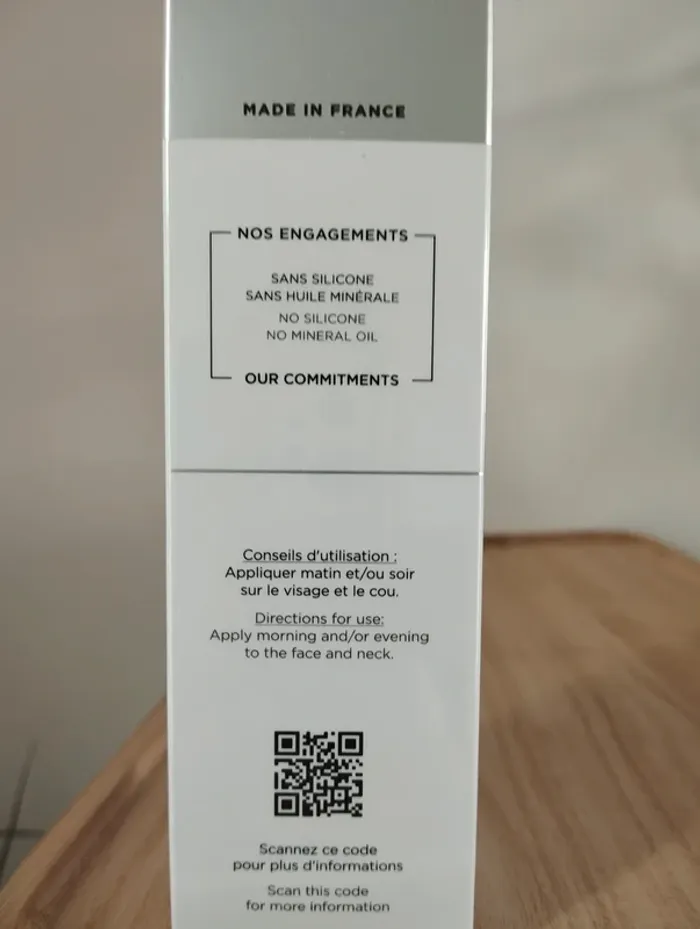 MADE IN FRANCE
NOS ENGAGEMENTS
SANS SILICONE
SANS HUILE MINÉRALE
NO SILICONE
NO MINERAL OIL
OUR COMMITMENTS
Conseils d'utilisation :
Appliquer matin et/ou soir
sur le visage et le cou.
Directions for use:
Apply morning and/or evening
to the face and neck.
Scannez ce code
pour plus d'informations
Scan this code
for more information